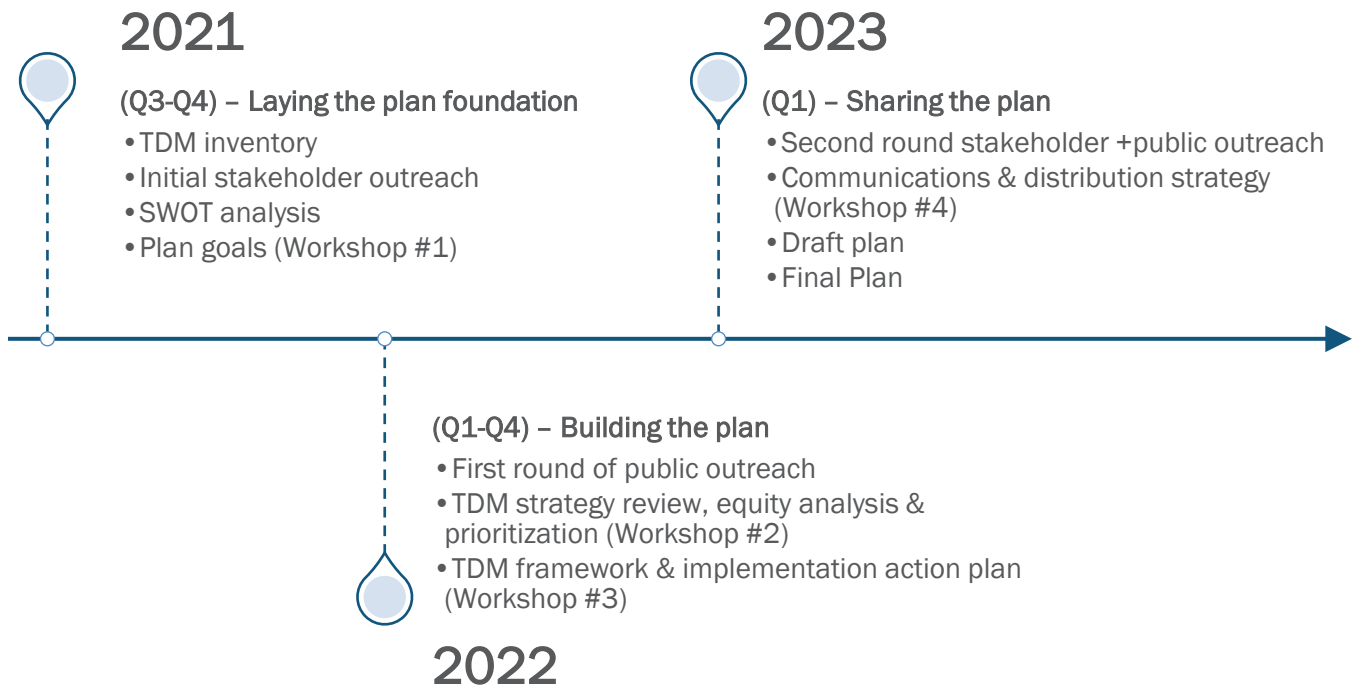 2021
(Q3-Q4) – Laying the plan foundation
•TDM inventory
•Initial stakeholder outreach
•SWOT analysis
•Plan goals (Workshop #1)
2023
(Q1) – Sharing the plan
•Second round stakeholder +public outreach
•Communications & distribution strategy
(Workshop #4)
•Draft plan
•Final Plan
(Q1-Q4) – Building the plan
•First round of public outreach
•TDM strategy review, equity analysis &
prioritization (Workshop #2)
•TDM framework & implementation action plan
(Workshop #3)
2022